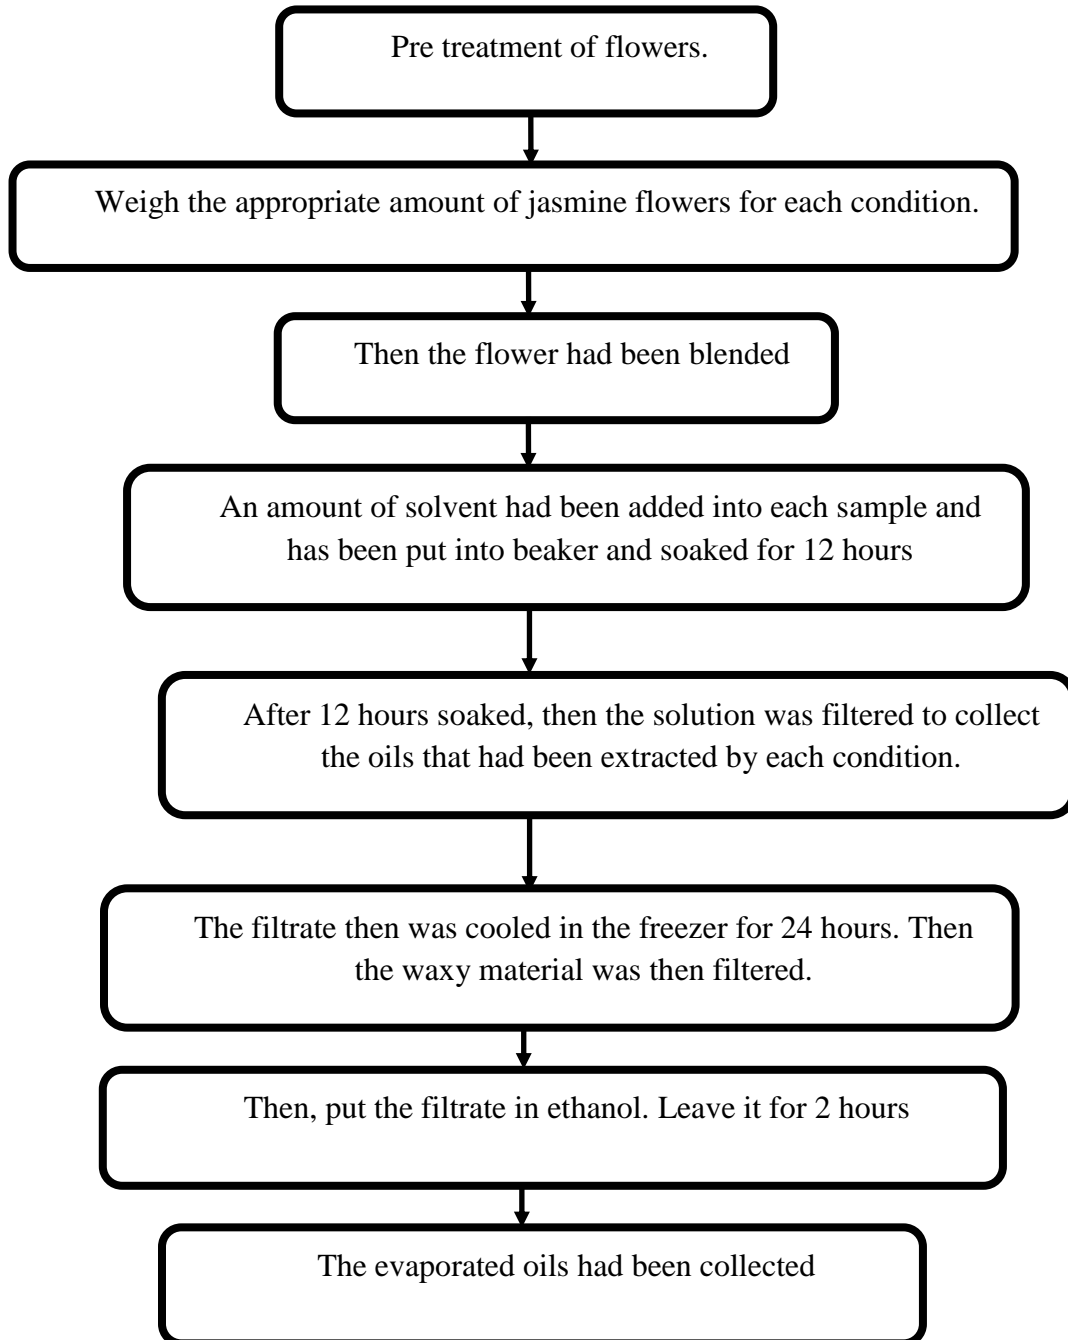 Pre treatment of flowers.
Weigh the appropriate amount of jasmine flowers for each condition.
Then the flower had been blended
An amount of solvent had been added into each sample and
has been put into beaker and soaked for 12 hours
After 12 hours soaked, then the solution was filtered to collect
the oils that had been extracted by each condition.
The filtrate then was cooled in the freezer for 24 hours. Then
the waxy material was then filtered.
Then, put the filtrate in ethanol. Leave it for 2 hours
The evaporated oils had been collected